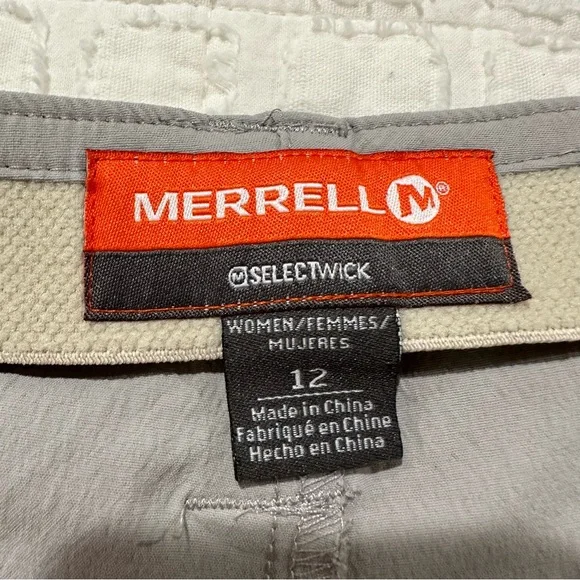 MERRELL M®
M SELECTWICK
WOMEN/FEMMES/
MUJERES
12
Made in China
Fabriqué en Chine
Hecho en China